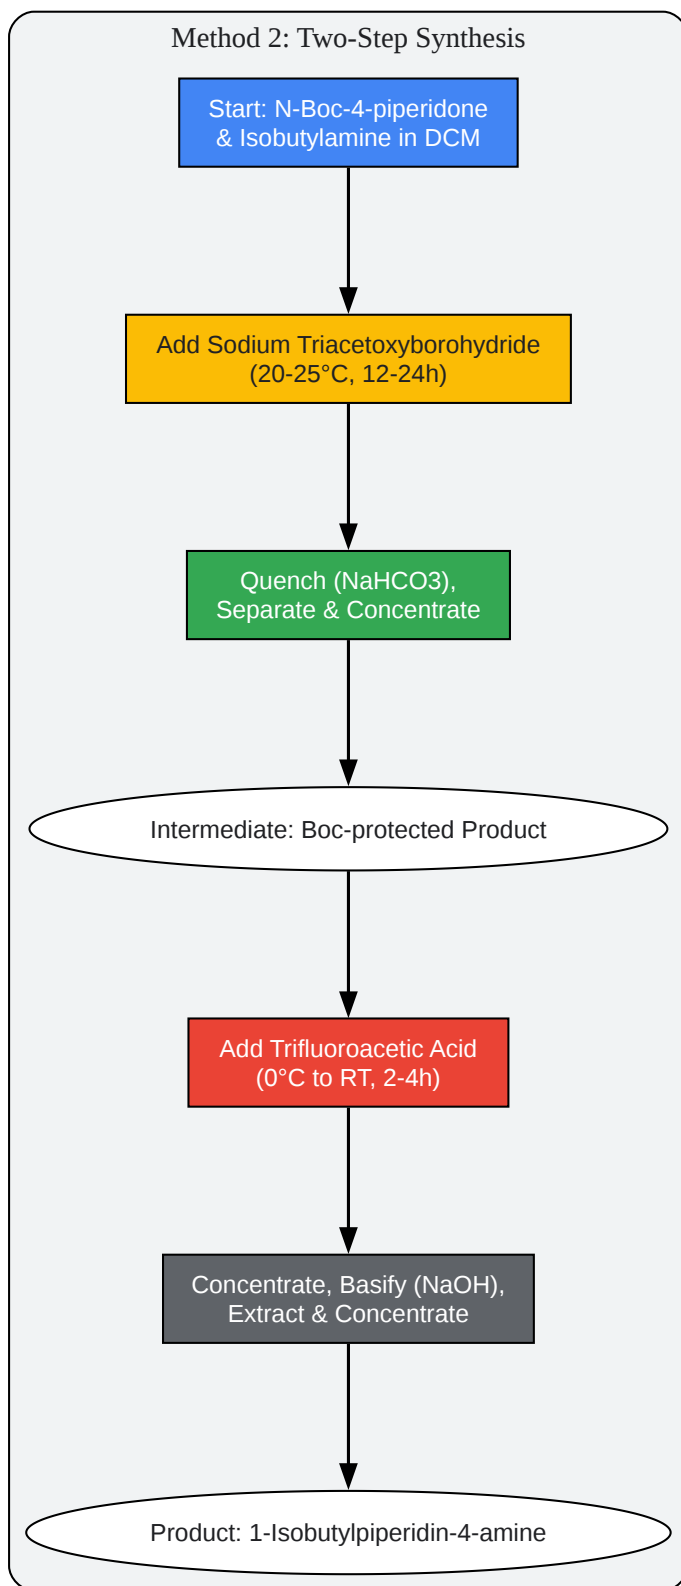 Method 2: Two-Step Synthesis
Start: N-Boc-4-piperidone
& Isobutylamine in DCM
Add Sodium Triacetoxyborohydride
(20-25°C, 12-24h)
Quench (NaHCO3),
Separate & Concentrate
Intermediate: Boc-protected Product
Add Trifluoroacetic Acid
(0°C to RT, 2-4h)
Concentrate, Basify (NaOH),
Extract & Concentrate
Product: 1-Isobutylpiperidin-4-amine